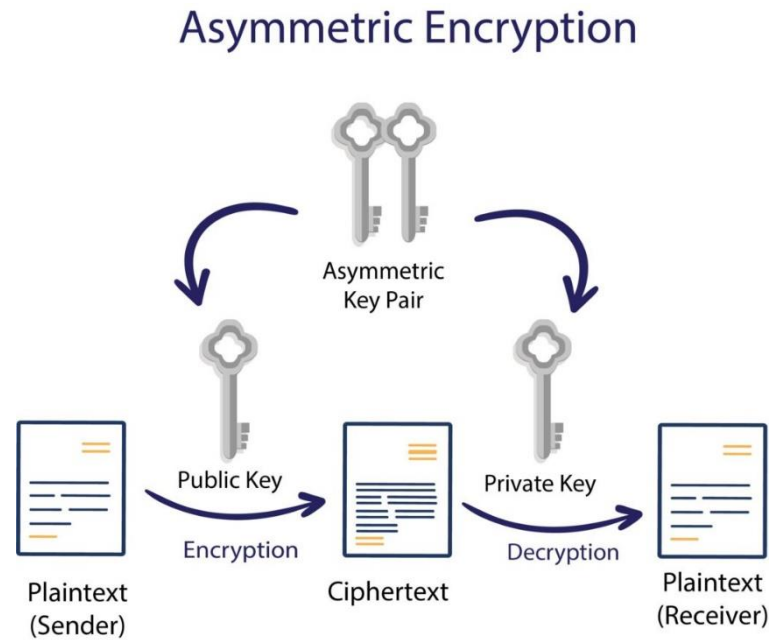 Asymmetric Encryption
Asymmetric
Key Pair
Public Key
Private Key
Encryption
Decryption
Plaintext
(Sender)
Ciphertext
Plaintext
(Receiver)